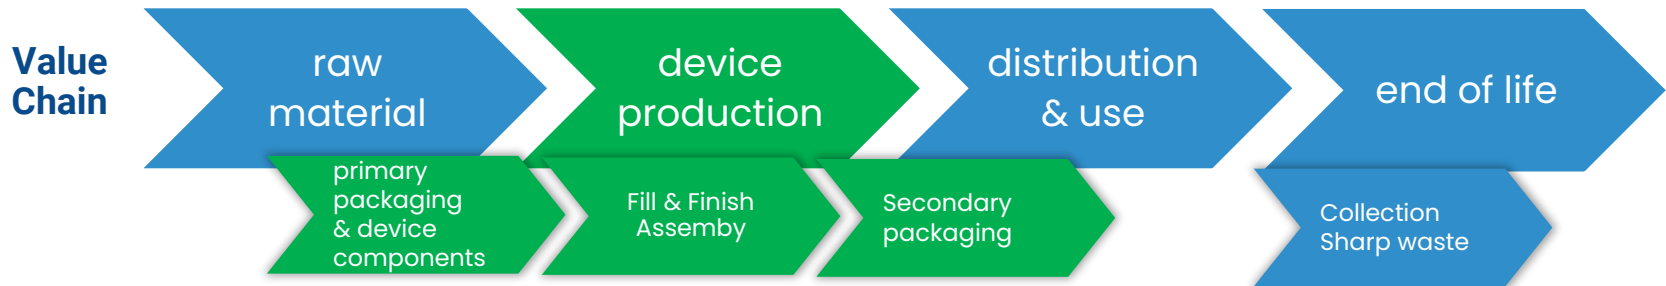 Value
Chain
raw
material
device
production
distribution
& use
end of life
primary
packaging
& device
components
Fill & Finish
Assemby
Secondary
packaging
Collection
Sharp waste